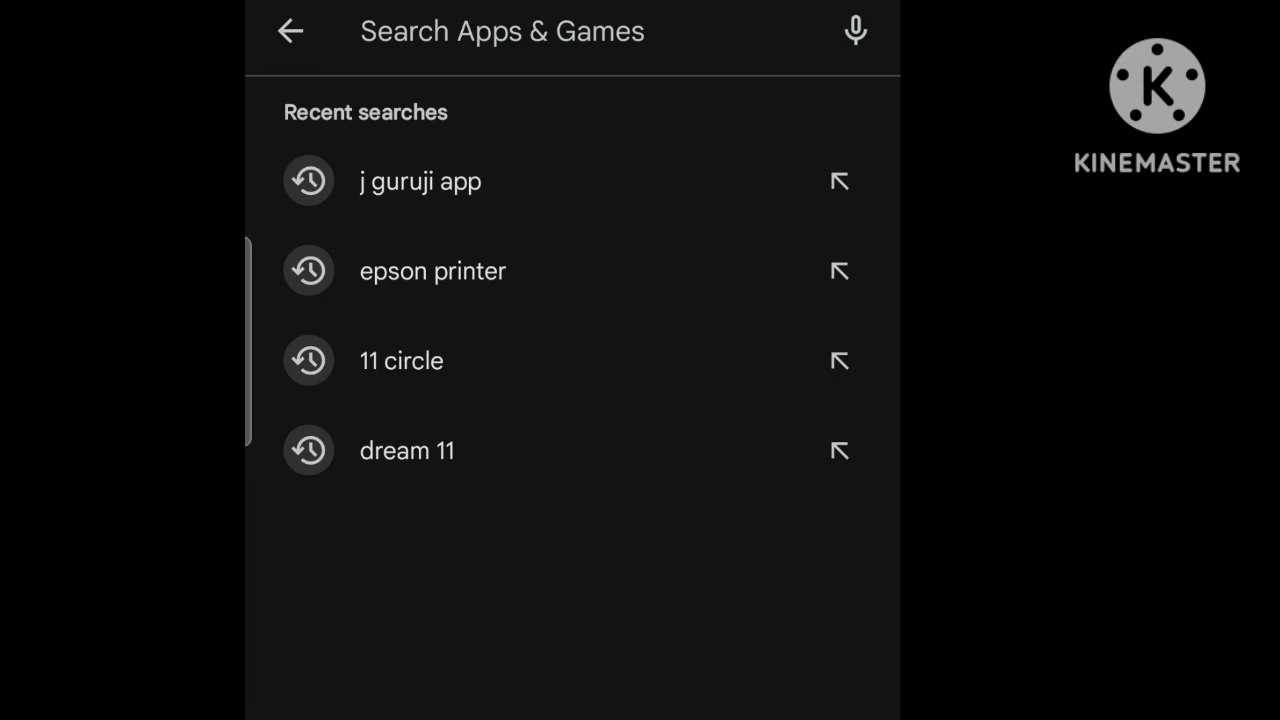 Search Apps & Games
Recent searches
j guruji app
epson printer
11 circle
dream 11
K
KINEMASTER